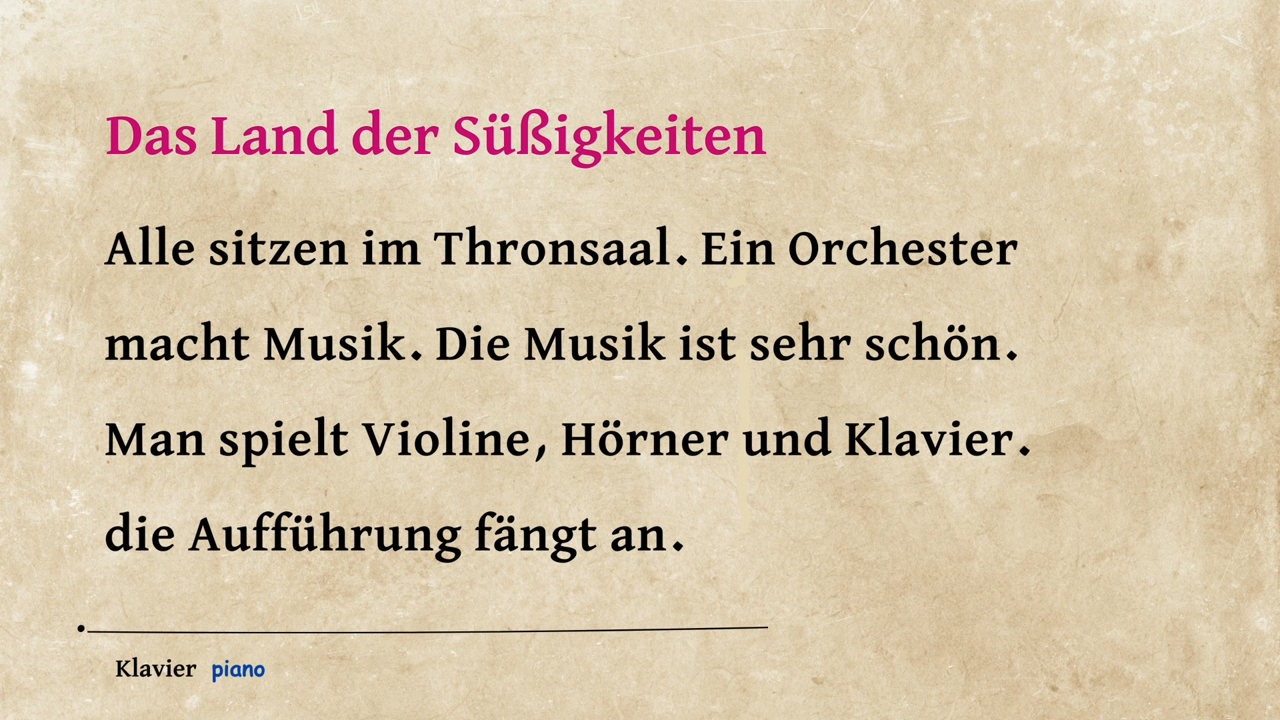 Das Land der Süßigkeiten
Alle sitzen im Thronsaal. Ein Orchester
macht Musik. Die Musik ist sehr schön.
Man spielt Violine, Hörner und Klavier.
die Aufführung fängt an.
Klavier piano